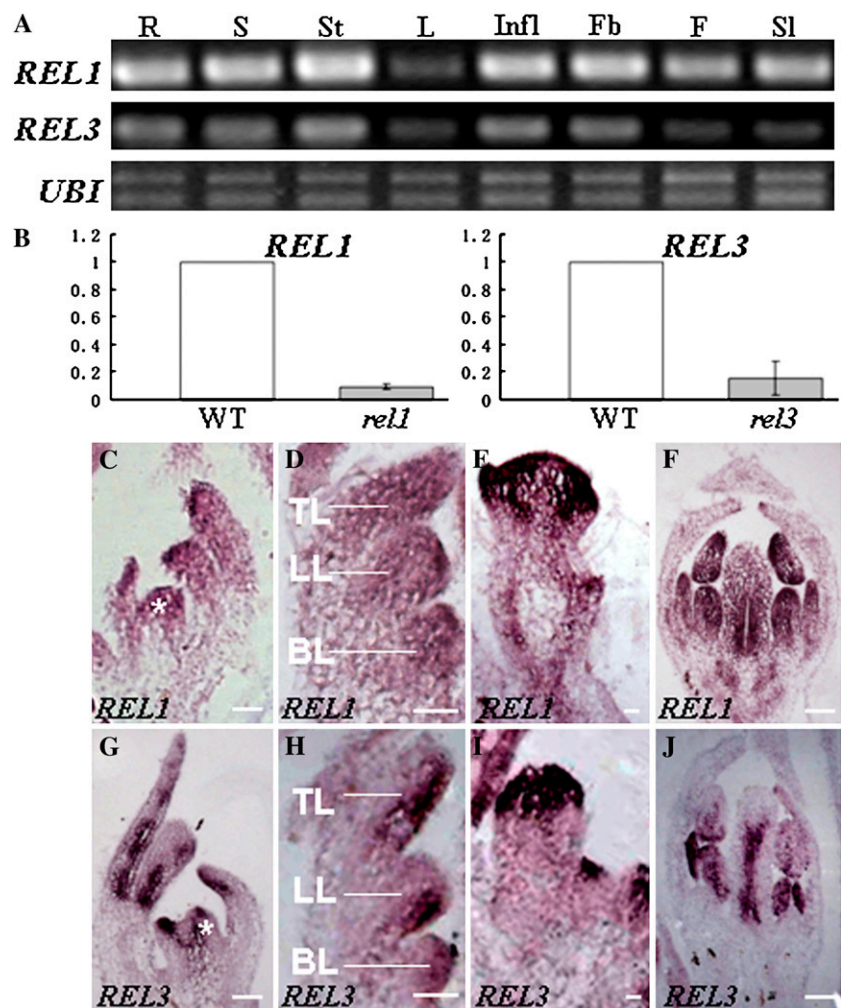 A R S St L Infl Fb F Sl
REL1
REL3
UBI
B
1.2 REL1
1
0.8
0.6
0.4
0.2
0
WT rel1
1.2 REL3
1
0.8
0.6
0.4
0.2
0
WT rel3
C D E F
TL
LL
*
BL
REL1 REL1 REL1 REL1
G H I J
TL
LL
*
BL
REL3 REL3 REL3 REL3